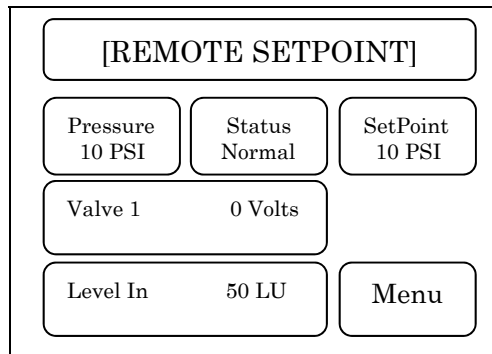 [REMOTE SETPOINT]
Pressure
10 PSI
Status
Normal
SetPoint
10 PSI
Valve 1 0 Volts
Level In 50 LU
Menu